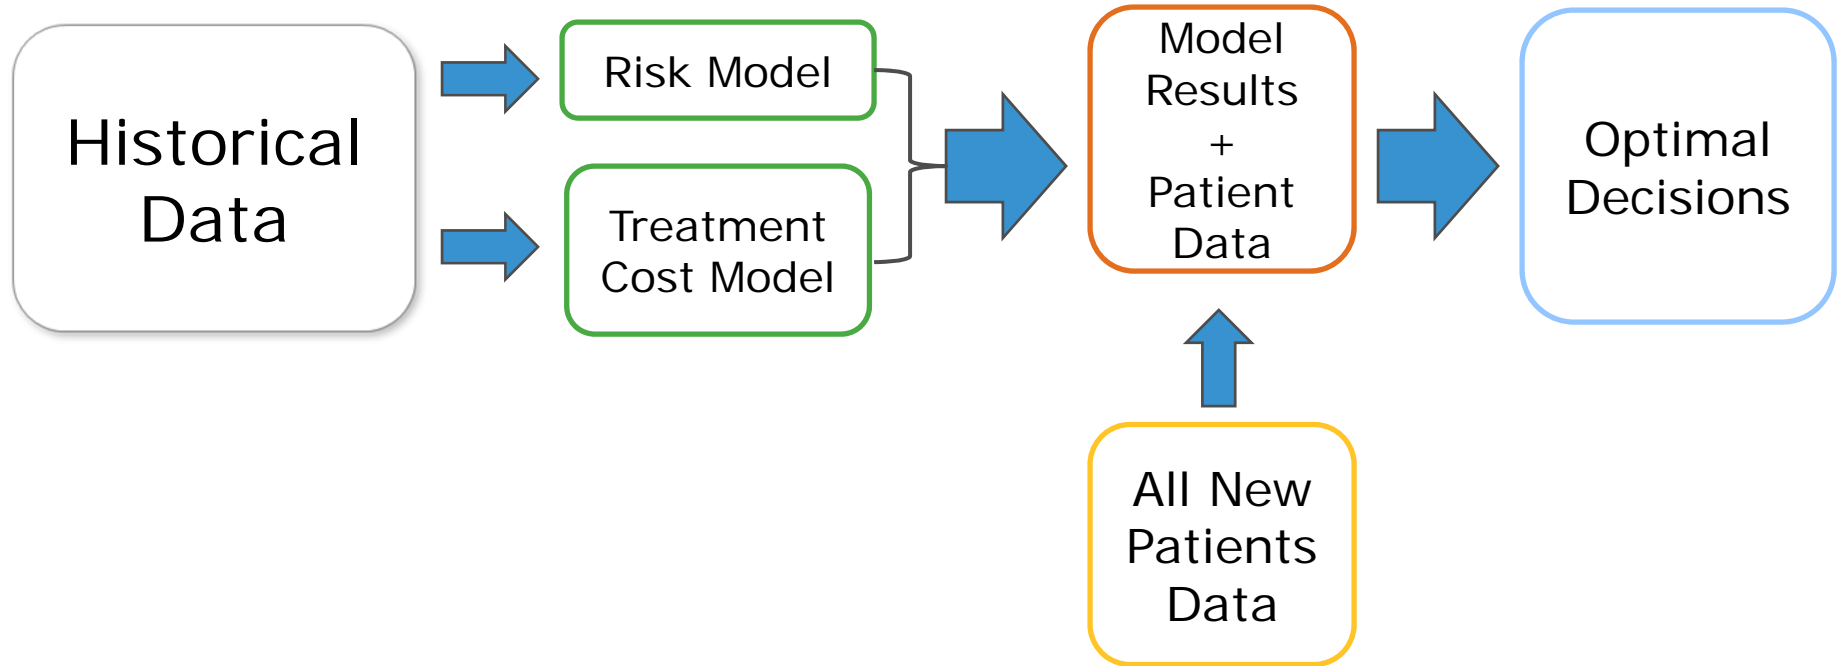 Historical
Data
Risk Model
Treatment
Cost Model
Model
Results
+
Patient
Data
All New
Patients
Data
Optimal
Decisions